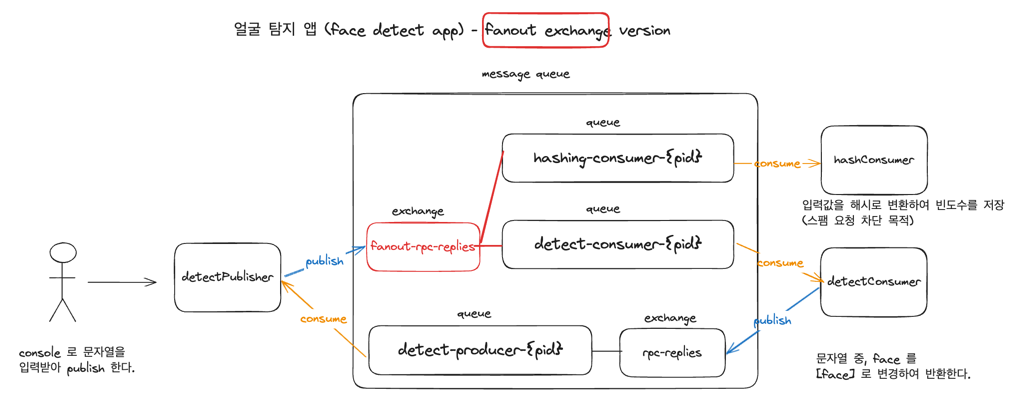 얼굴 탐지 앱 (face detect app) - fanout exchange version
message queue
queue
hashing-consumer-{pid}
consume
hashConsumer
입력값을 해시로 변환하여 빈도수를 저장
(스팸 요청 차단 목적)
exchange
fanout-rpc-replies
queue
detect-consumer-{pid}
consume
detectConsumer
publish
detectPublisher
consume
queue
detect-producer-{pid}
exchange
rpc-replies
publish
console 로 문자열을
입력받아 publish 한다.
문자열 중, face 를
[face] 로 변경하여 반환한다.